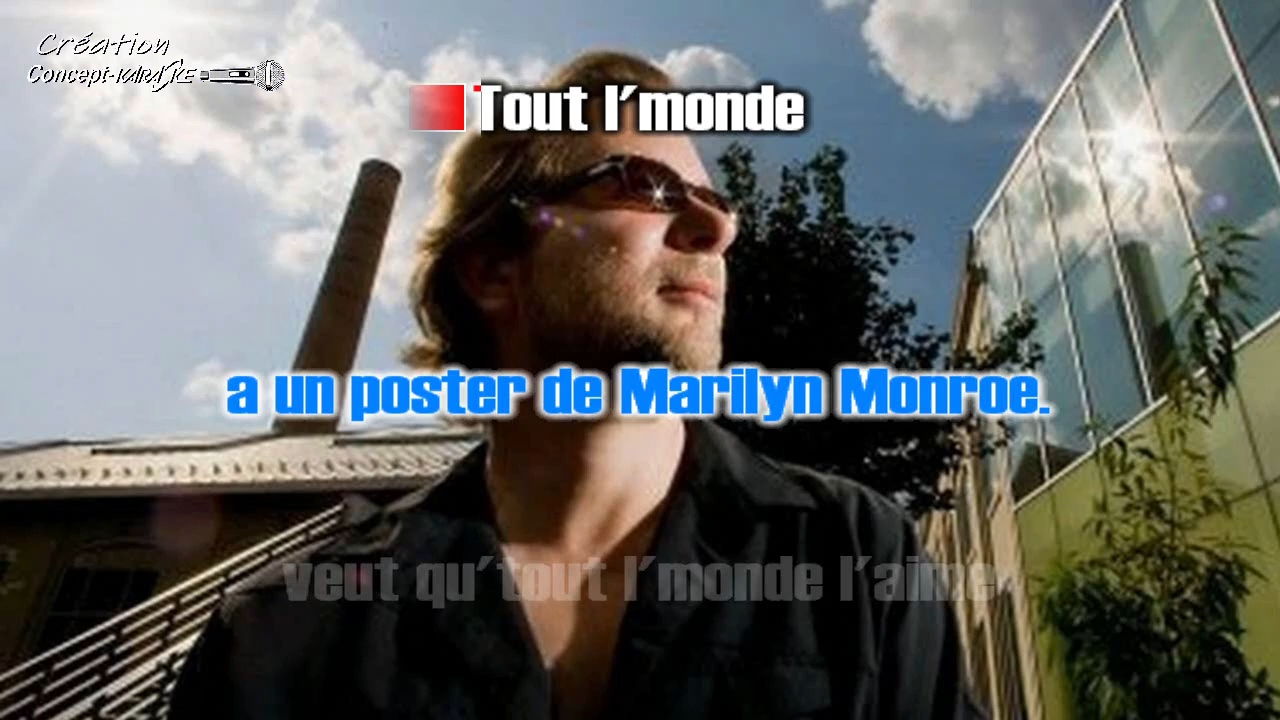 Création
Concept-KARAOKE
Tout l'monde
a un poster de Marilyn Monroe.
veut qu'tout l'monde l'aime